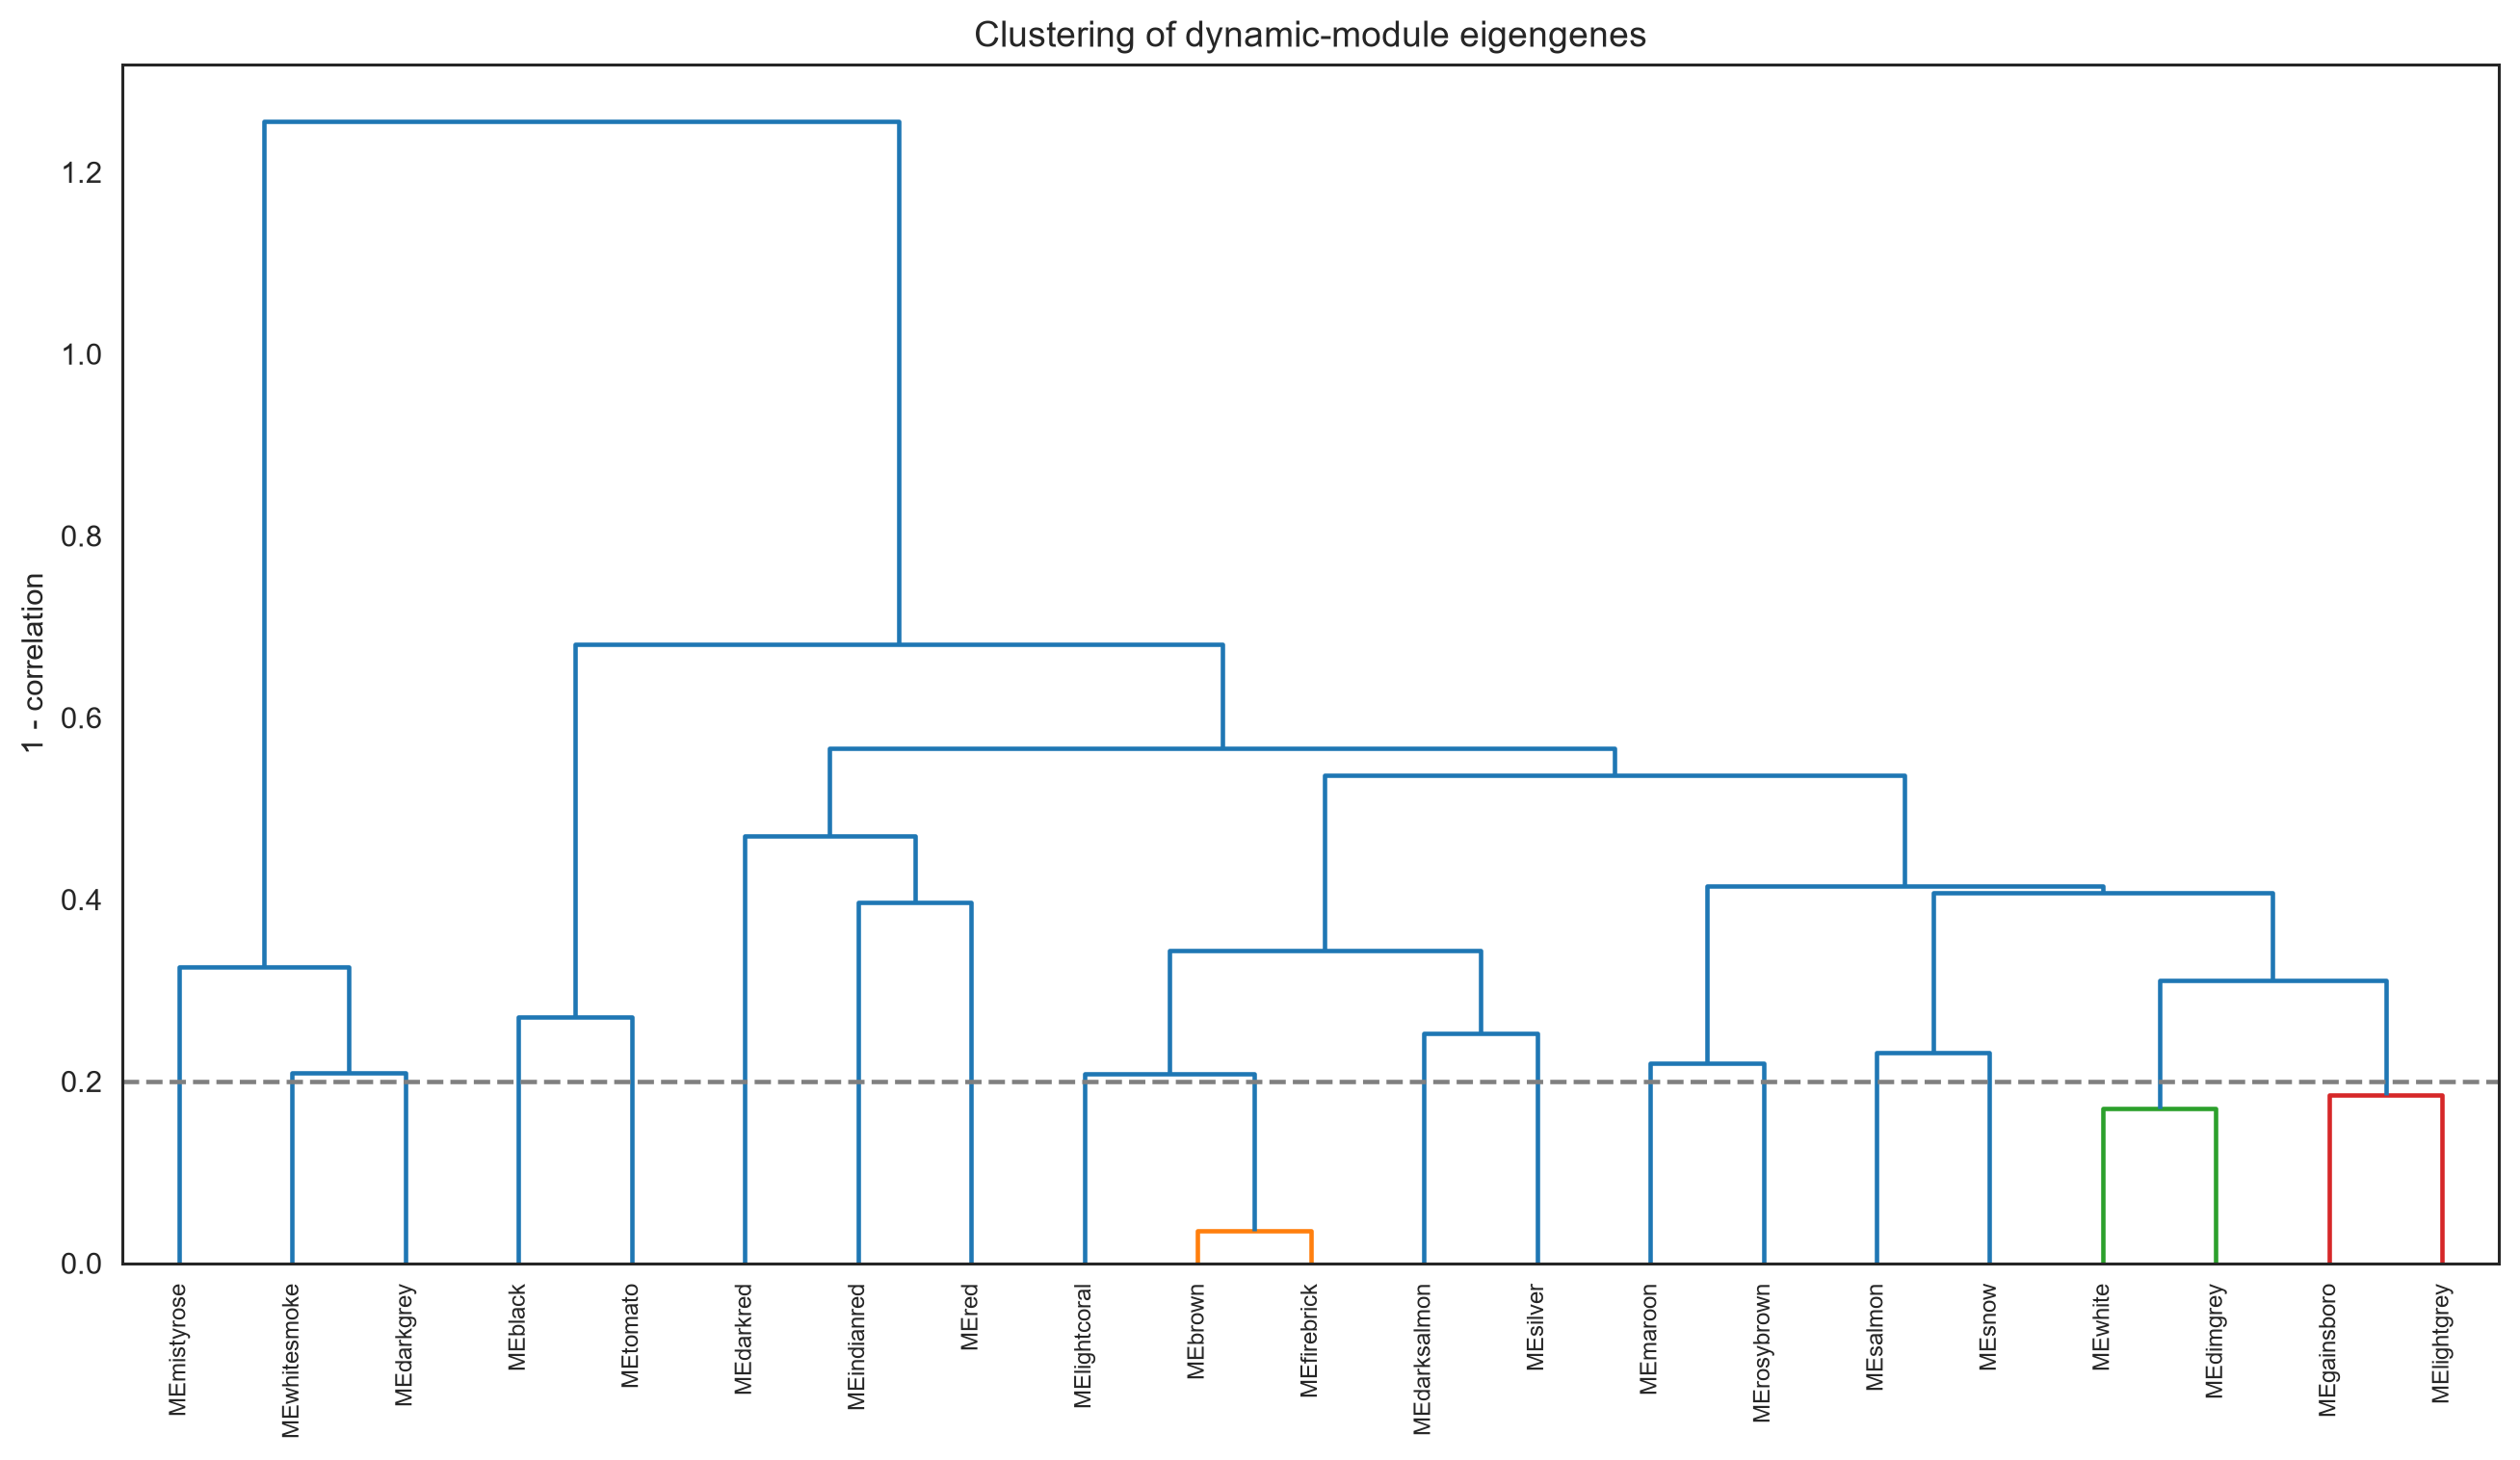 Clustering of dynamic-module eigengenes
1 - correlation
1.2
1.0
0.8
0.6
0.4
0.2
0.0
MEmistyrose
MEwhitesmoke
MEdarkgrey
MEblack
MEtomato
MEdarkred
MEindianred
MEred
MElightcoral
MEbrown
MEfirebrick
MEdarksalmon
MEsilver
MEmaroon
MErosybrown
MEsalmon
MEsnow
MEwhite
MEdimgrey
MEgainsboro
MElightgrey